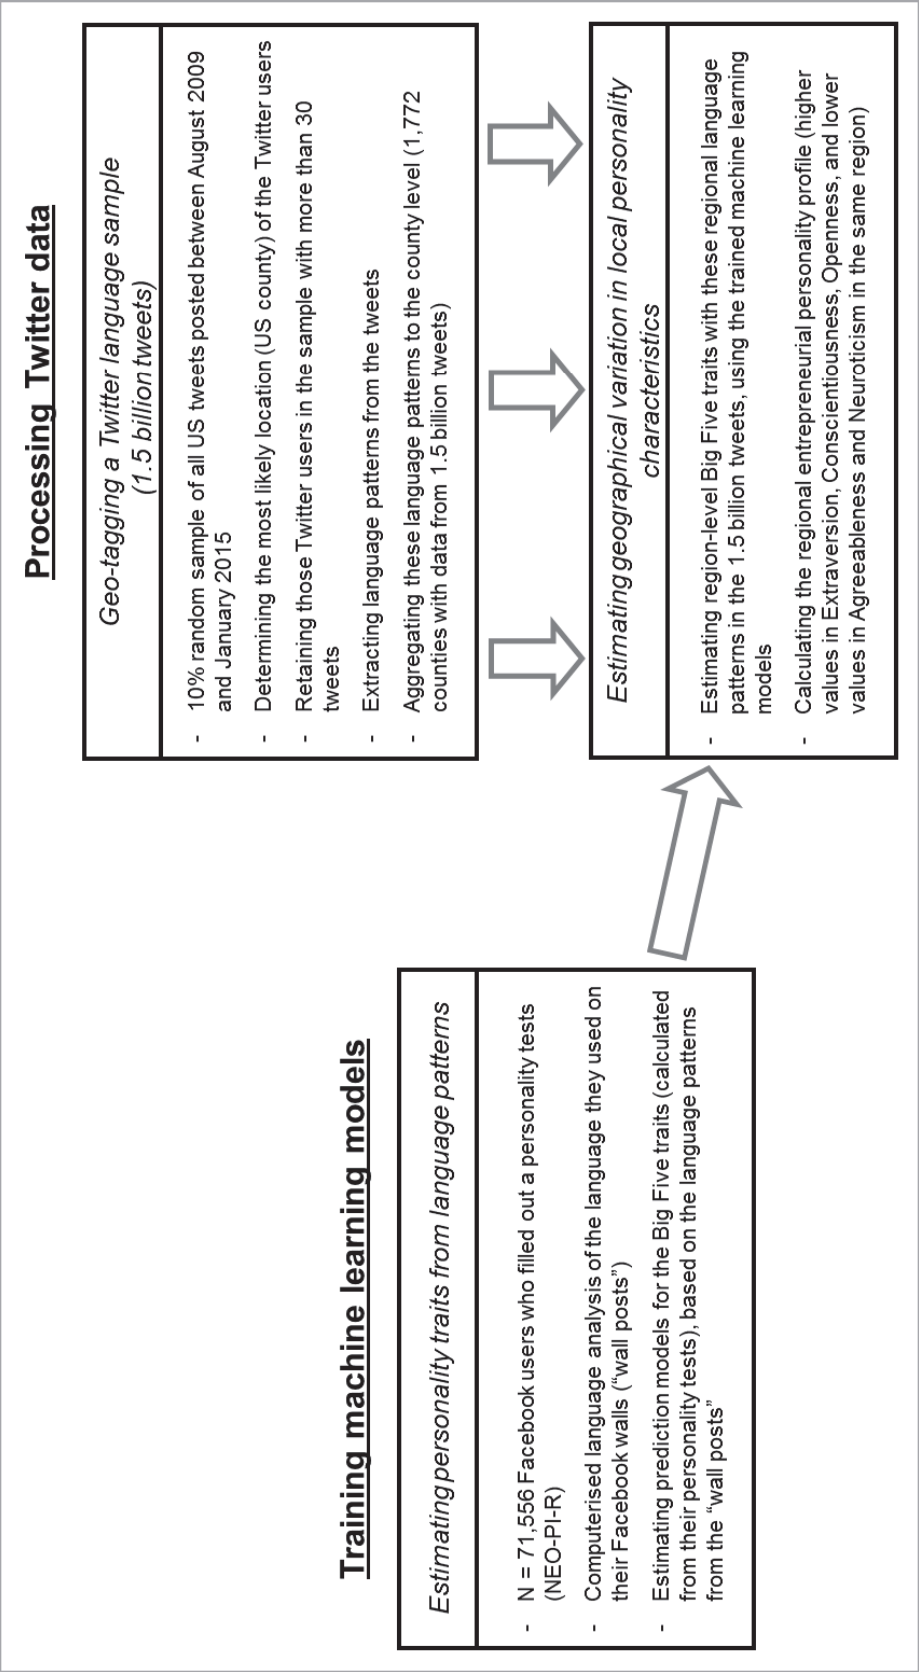 Training machine learning models
Estimating personality traits from language patterns
- N = 71,556 Facebook users who filled out a personality tests
(NEO-PI-R)
- Computerised language analysis of the language they used on
their Facebook walls (“wall posts”)
- Estimating prediction models for the Big Five traits (calculated
from their personality tests), based on the language patterns
from the “wall posts”
Processing Twitter data
Geo-tagging a Twitter language sample
(1.5 billion tweets)
- 10% random sample of all US tweets posted between August 2009
and January 2015
- Determining the most likely location (US county) of the Twitter users
- Retaining those Twitter users in the sample with more than 30
tweets
- Extracting language patterns from the tweets
- Aggregating these language patterns to the county level (1,772
counties with data from 1.5 billion tweets)
Estimating geographical variation in local personality
characteristics
- Estimating region-level Big Five traits with these regional language
patterns in the 1.5 billion tweets, using the trained machine learning
models
- Calculating the regional entrepreneurial personality profile (higher
values in Extraversion, Conscientiousness, Openness, and lower
values in Agreeableness and Neuroticism in the same region)